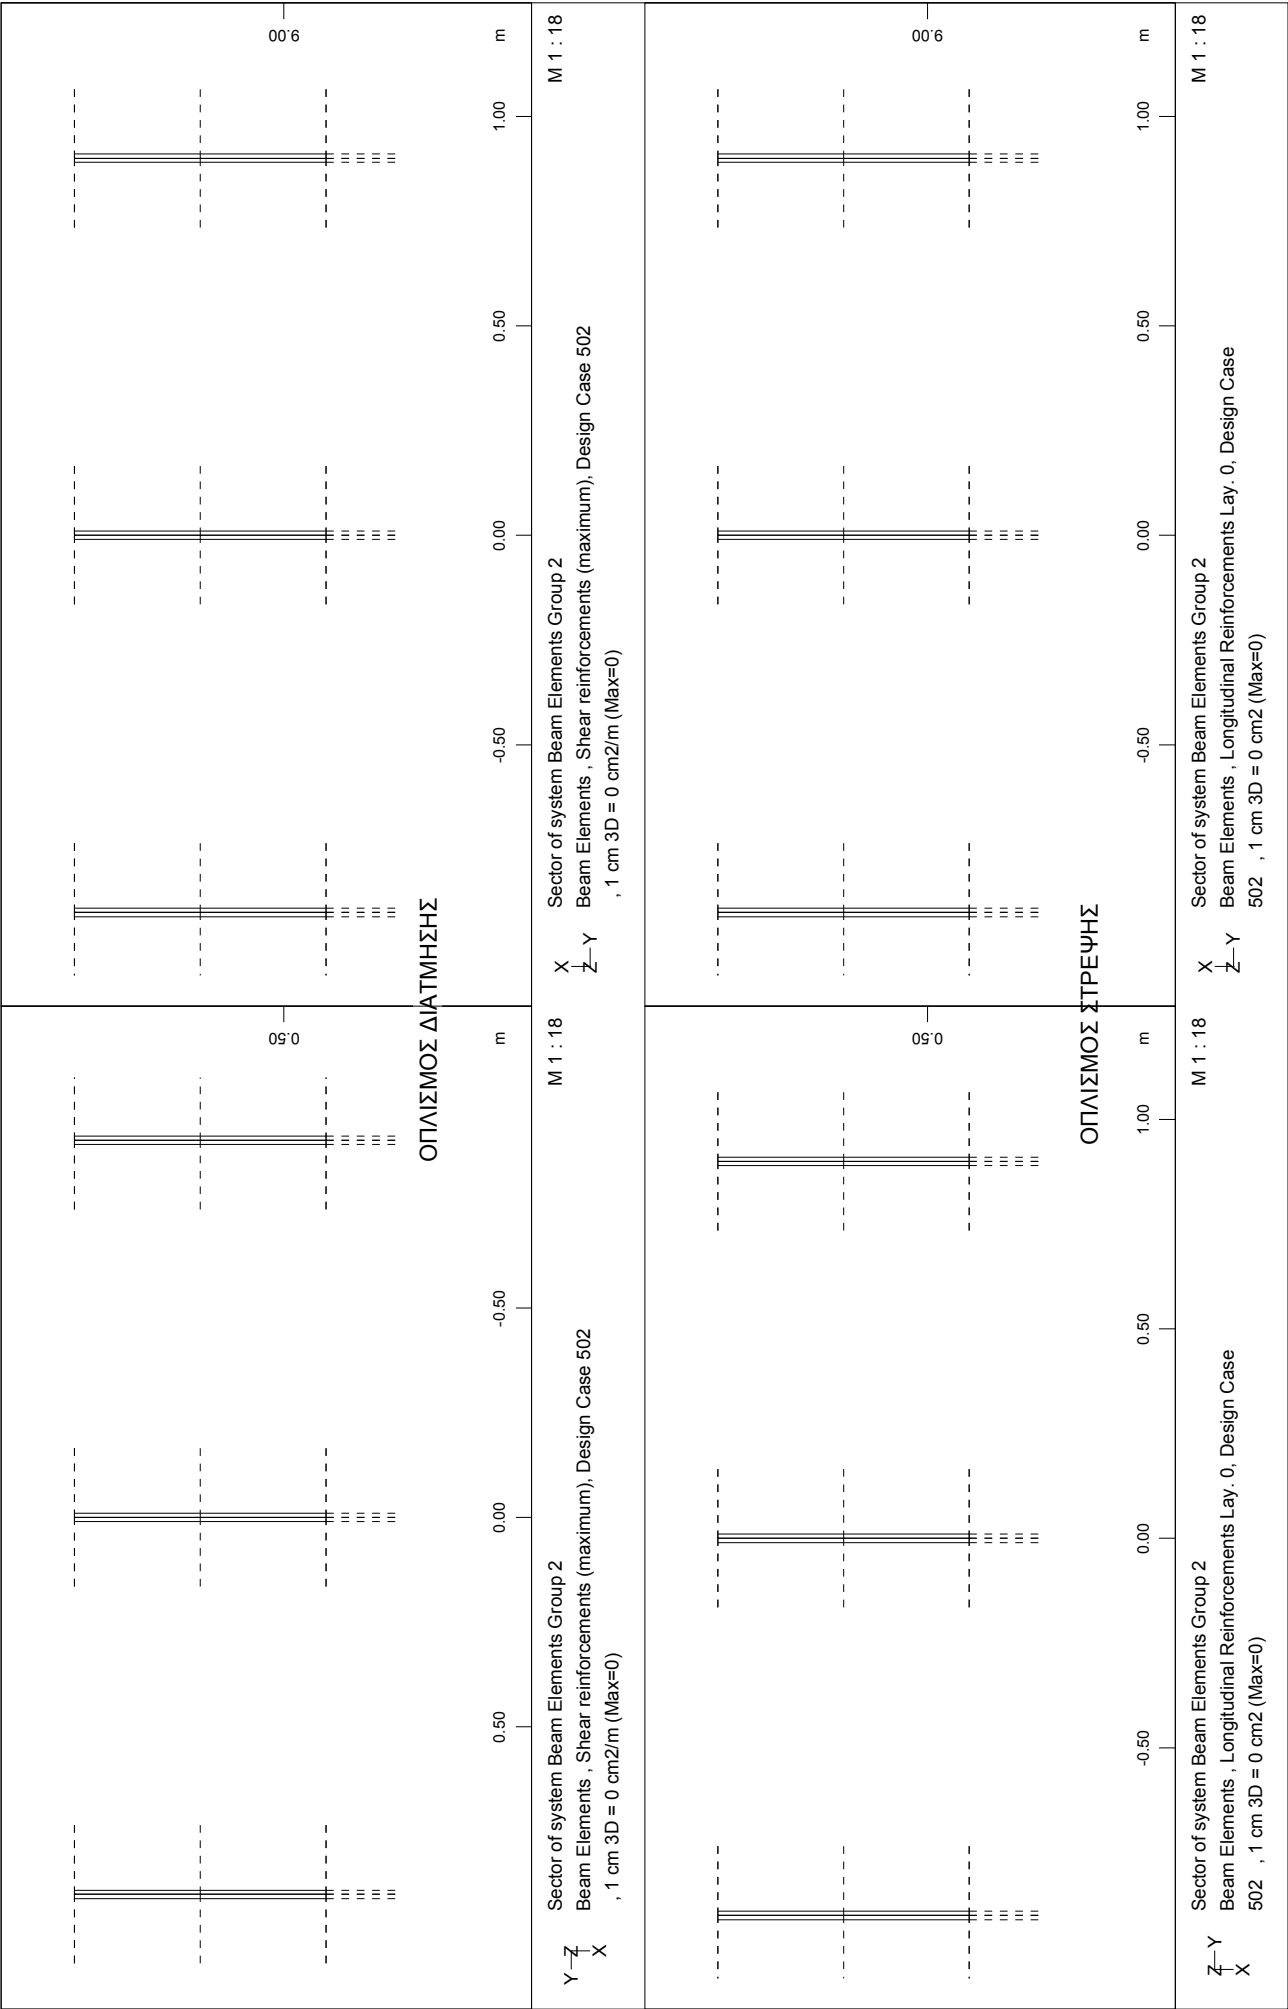 0.50
9.00
ΟΠΛΙΣΜΟΣ ΔΙΑΤΜΗΣΗΣ
0.50 0.00 -0.50 m
-0.50 0.00 0.50 1.00 m
Y Z X
Sector of system Beam Elements Group 2
M 1 : 18
Beam Elements , Shear reinforcements (maximum), Design Case 502
, 1 cm 3D = 0 cm2/m (Max=0)
X Z Y
Sector of system Beam Elements Group 2
M 1 : 18
Beam Elements , Shear reinforcements (maximum), Design Case 502
, 1 cm 3D = 0 cm2/m (Max=0)
0.50
9.00
ΟΠΛΙΣΜΟΣ ΣΤΡΕΨΗΣ
-0.50 0.00 0.50 1.00 m
-0.50 0.00 0.50 1.00 m
Z Y X
Sector of system Beam Elements Group 2
M 1 : 18
Beam Elements , Longitudinal Reinforcements Lay. 0, Design Case
502 , 1 cm 3D = 0 cm2 (Max=0)
X Z Y
Sector of system Beam Elements Group 2
M 1 : 18
Beam Elements , Longitudinal Reinforcements Lay. 0, Design Case
502 , 1 cm 3D = 0 cm2 (Max=0)